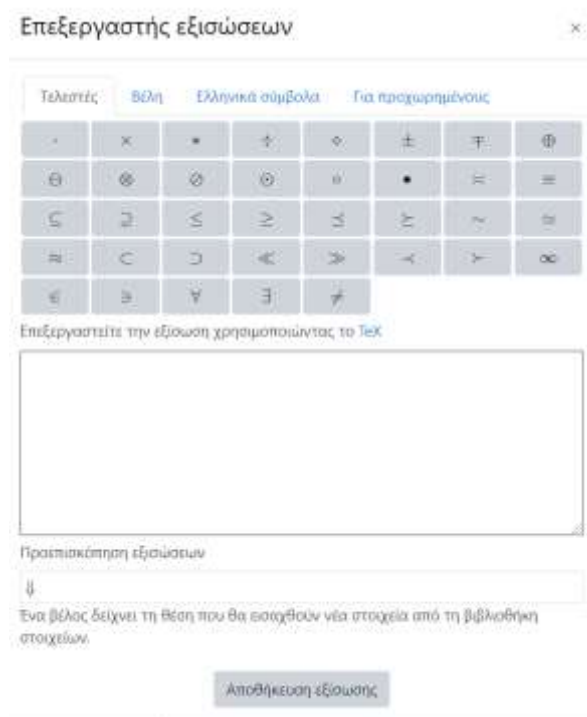 Επεξεργαστής εξισώσεων ×
Τελεστές Βέλη Ελληνικά σύμβολα Για προχωρημένους
· × * ÷ ⋄ ± ∓ ⊕
⊖ ⊗ ⊘ ⊙ ∘ • ≍ ≡
⊆ ⊇ ≤ ≥ ⪯ ⪰ ∼ ≃
≈ ⊂ ⊃ ≪ ≫ ≺ ≻ ∞
∈ ∋ ∀ ∃ ≠
Επεξεργαστείτε την εξίσωση χρησιμοποιώντας το TeX
Προεπισκόπηση εξισώσεων
⇓
Ένα βέλος δείχνει τη θέση που θα εισαχθούν νέα στοιχεία από τη βιβλιοθήκη
στοιχείων.
Αποθήκευση εξίσωσης